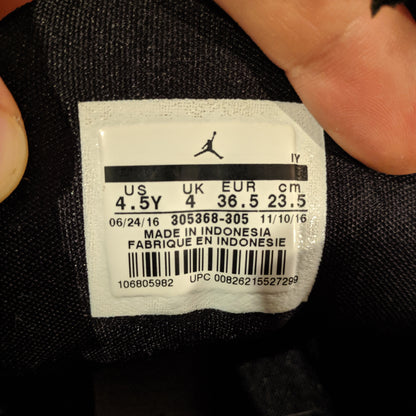 IY
US UK EUR cm
4.5Y 4 36.5 23.5
06/24/16 305368-305 11/10/16
MADE IN INDONESIA
FABRIQUE EN INDONESIE
106805982 UPC 00826215527299